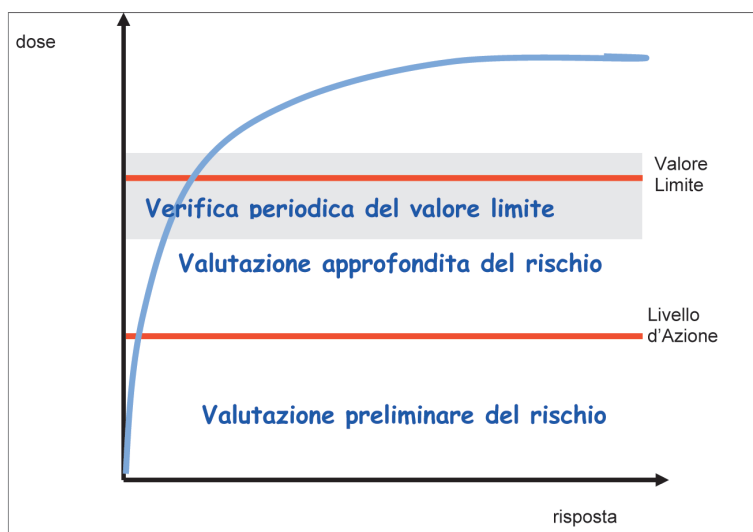 dose
Valore
Limite
Verifica periodica del valore limite
Valutazione approfondita del rischio
Livello
d'Azione
Valutazione preliminare del rischio
risposta